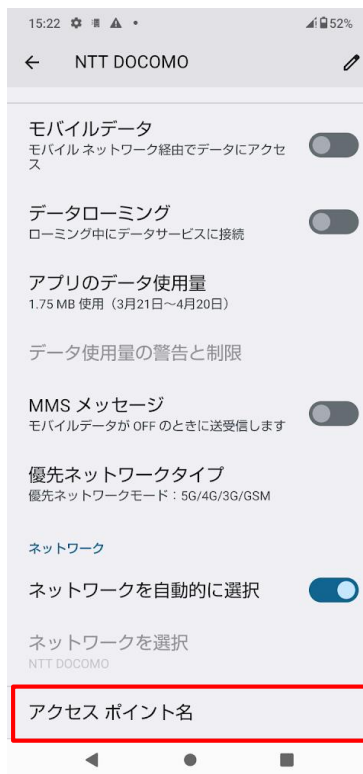 15:22
52%
NTT DOCOMO
モバイルデータ
モバイル ネットワーク経由でデータにアクセ
ス
データローミング
ローミング中にデータサービスに接続
アプリのデータ使用量
1.75 MB 使用（3月21日～4月20日）
データ使用量の警告と制限
MMS メッセージ
モバイルデータが OFF のときに送受信します
優先ネットワークタイプ
優先ネットワークモード：5G/4G/3G/GSM
ネットワーク
ネットワークを自動的に選択
ネットワークを選択
NTT DOCOMO
アクセス ポイント名